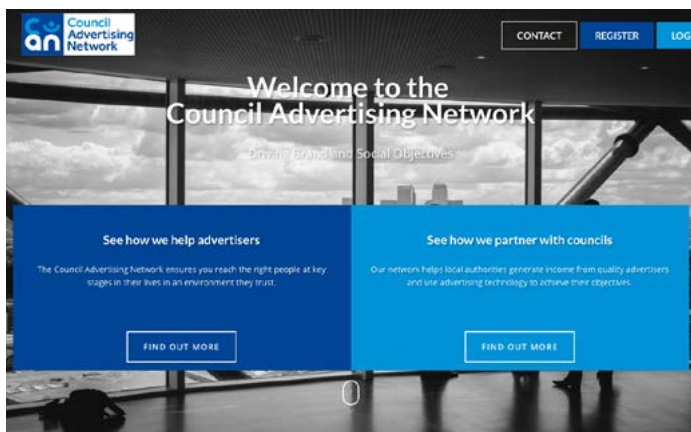 can
Council
Advertising
Network
CONTACT
REGISTER
LOG
Welcome to the
Council Advertising Network
Driving Brand and Social Objectives
See how we help advertisers
The Council Advertising Network ensures you reach the right people at key
stages in their lives in an environment they trust.
FIND OUT MORE
See how we partner with councils
Our network helps local authorities generate income from quality advertisers
and use advertising technology to achieve their objectives.
FIND OUT MORE